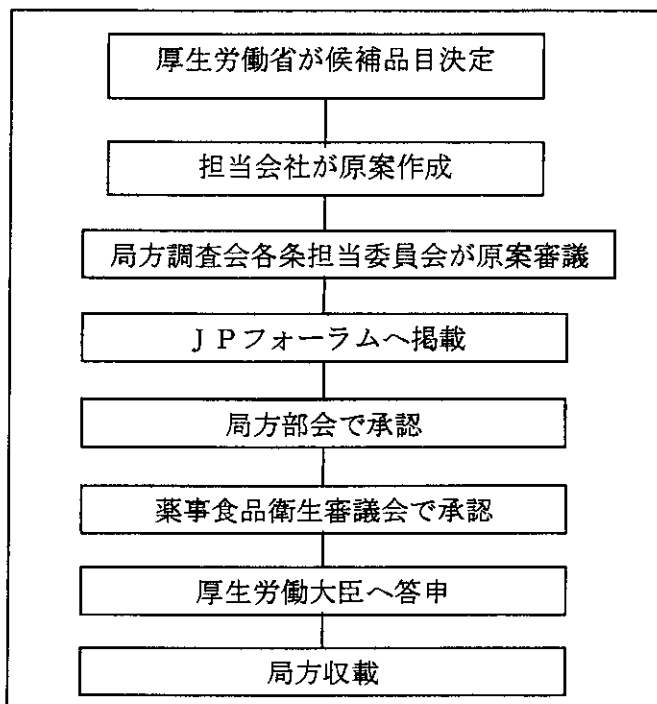 厚生労働省が候補品目決定
担当会社が原案作成
局方調査会各条担当委員会が原案審議
ＪＰフォーラムへ掲載
局方部会で承認
薬事食品衛生審議会で承認
厚生労働大臣へ答申
局方収載